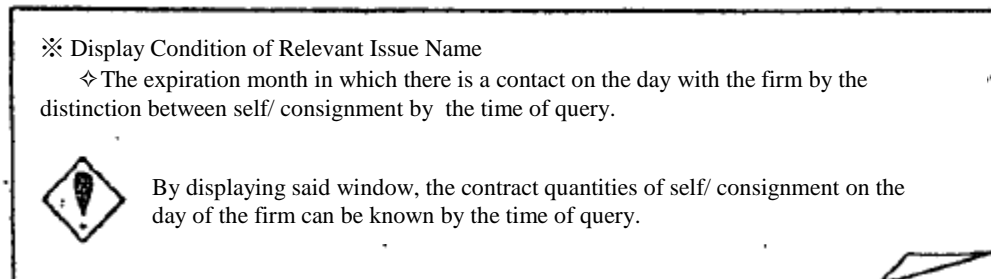 ※ Display Condition of Relevant Issue Name
✧The expiration month in which there is a contact on the day with the firm by the
distinction between self/ consignment by the time of query.
By displaying said window, the contract quantities of self/ consignment on the
day of the firm can be known by the time of query.